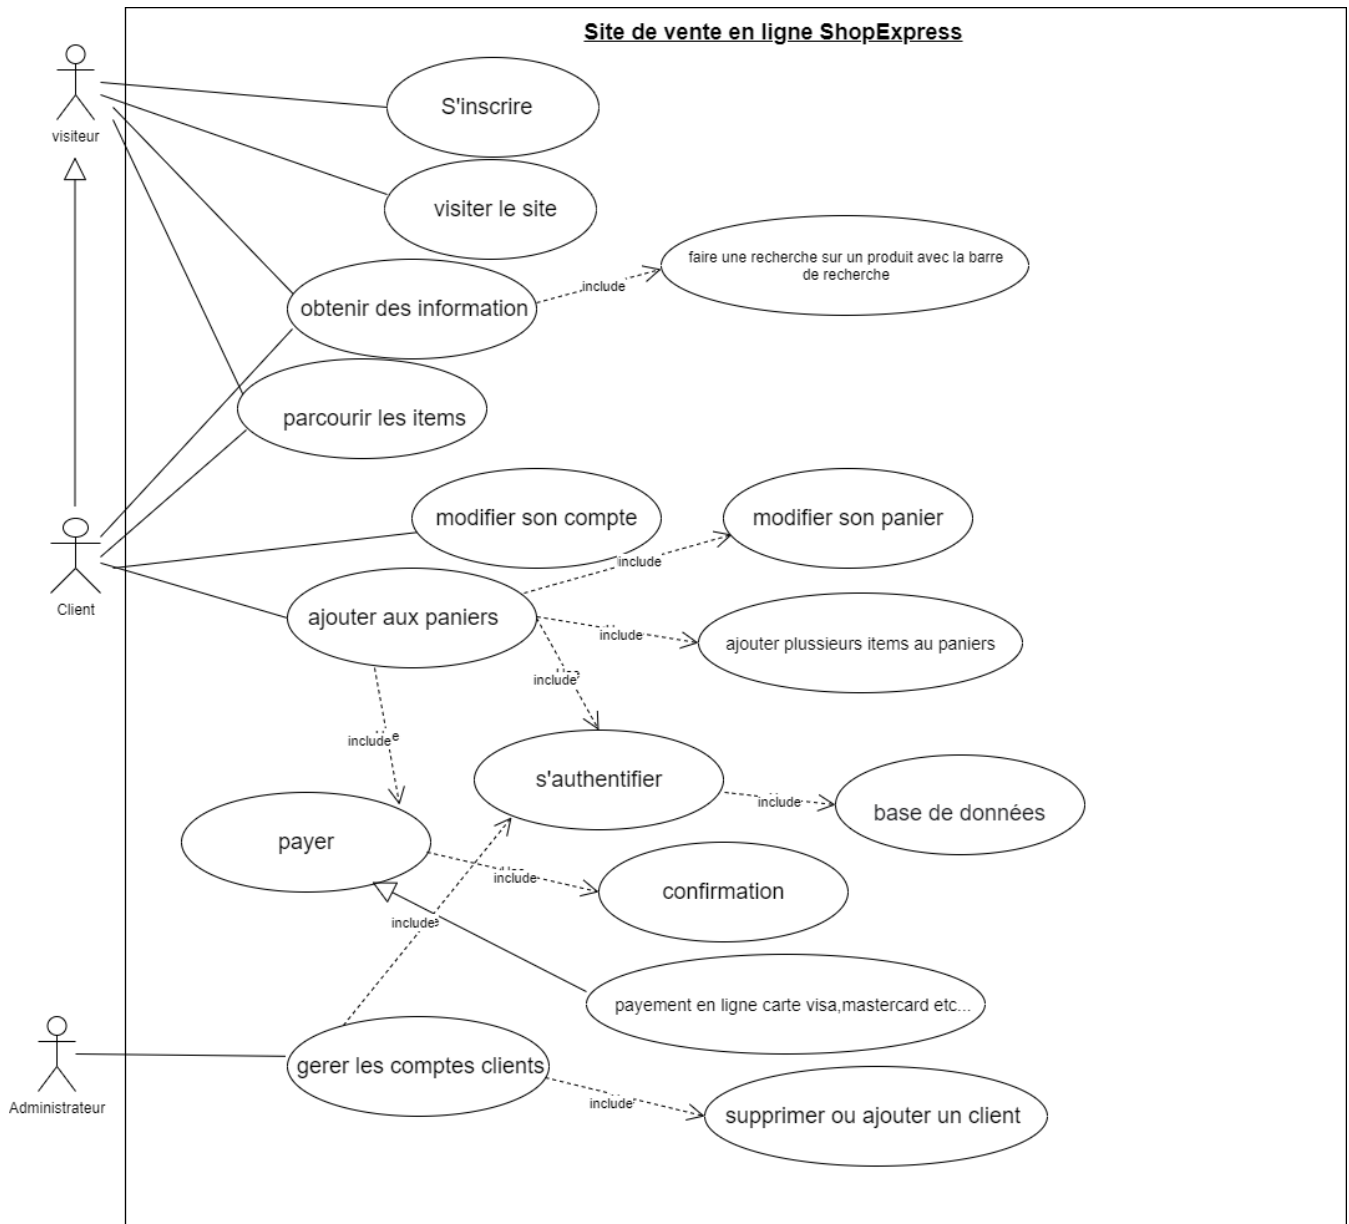 Site de vente en ligne ShopExpress
S'inscrire
visiteur
visiter le site
faire une recherche sur un produit avec la barre
de recherche
include
obtenir des information
parcourir les items
modifier son compte
modifier son panier
include
Client
ajouter aux paniers
include
ajouter plussieurs items au paniers
include
include
s'authentifier
include
base de données
payer
include
confirmation
include
payement en ligne carte visa,mastercard etc...
gerer les comptes clients
Administrateur
include
supprimer ou ajouter un client